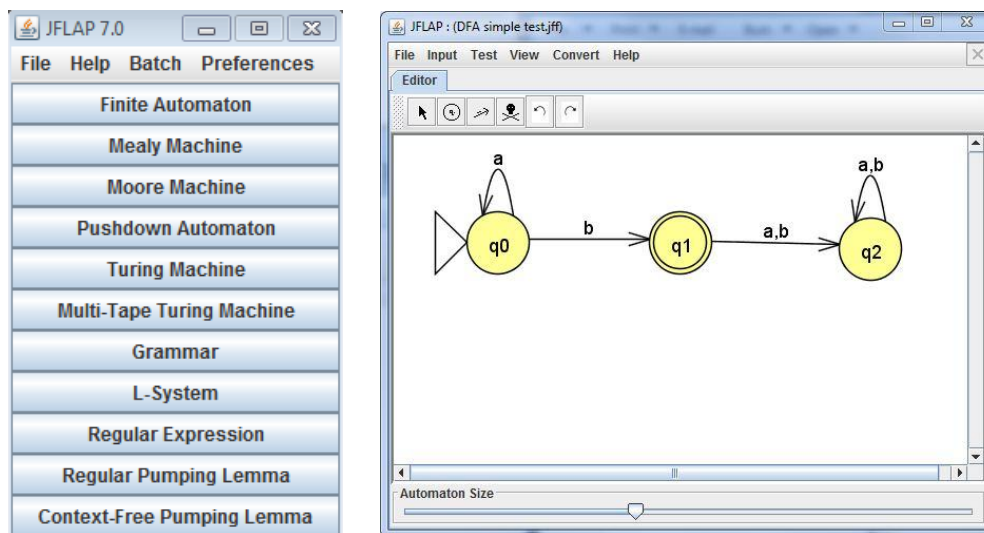 JFLAP 7.0
File Help Batch Preferences
Finite Automaton
Mealy Machine
Moore Machine
Pushdown Automaton
Turing Machine
Multi-Tape Turing Machine
Grammar
L-System
Regular Expression
Regular Pumping Lemma
Context-Free Pumping Lemma
JFLAP : (DFA simple test.jff)
File Input Test View Convert Help
Editor
a
a,b
b
a,b
q0
q1
q2
Automaton Size